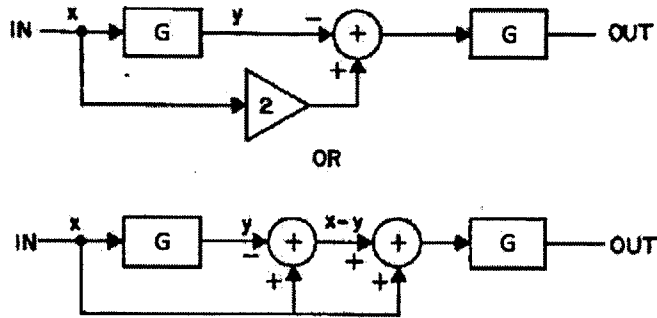 IN x G y − + G OUT
+
2
OR
IN x G y − + x−y + + G OUT
+ +